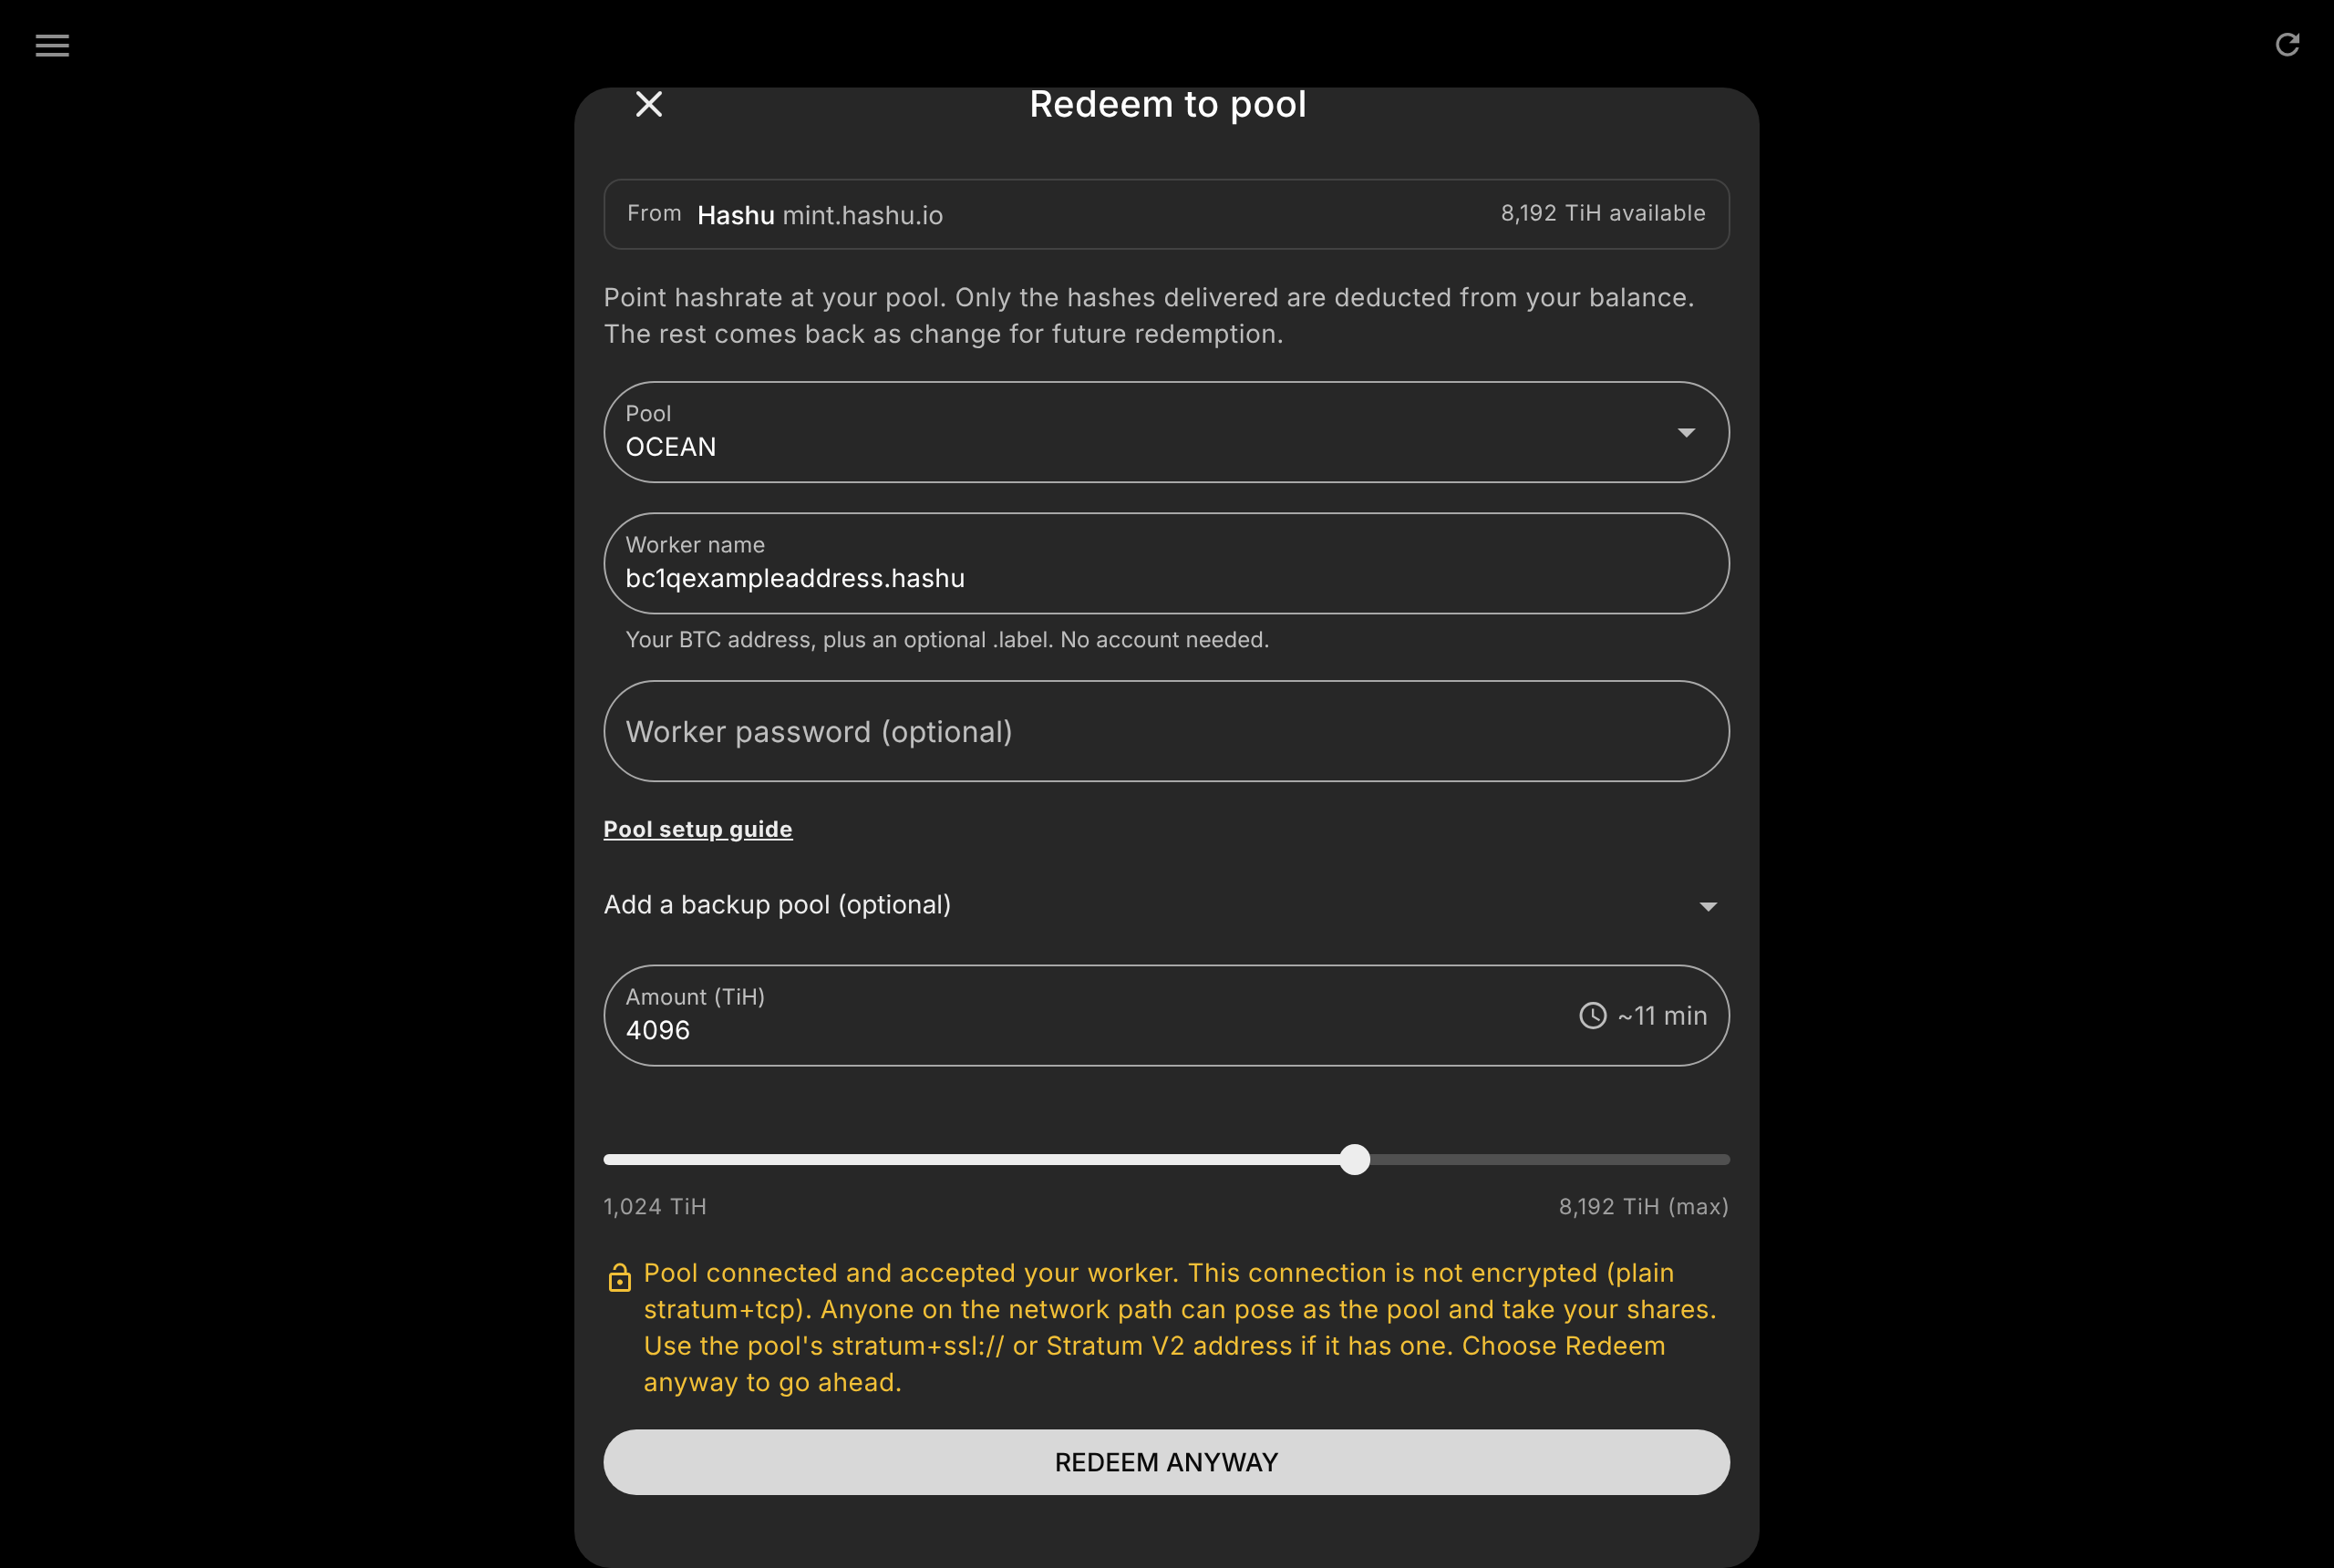 Redeem to pool
From Hashu mint.hashu.io 8,192 TiH available
Point hashrate at your pool. Only the hashes delivered are deducted from your balance.
The rest comes back as change for future redemption.
Pool
OCEAN
Worker name
bc1qexampleaddress.hashu
Your BTC address, plus an optional .label. No account needed.
Worker password (optional)
Pool setup guide
Add a backup pool (optional)
Amount (TiH)
4096
~11 min
1,024 TiH 8,192 TiH (max)
Pool connected and accepted your worker. This connection is not encrypted (plain
stratum+tcp). Anyone on the network path can pose as the pool and take your shares.
Use the pool's stratum+ssl:// or Stratum V2 address if it has one. Choose Redeem
anyway to go ahead.
REDEEM ANYWAY